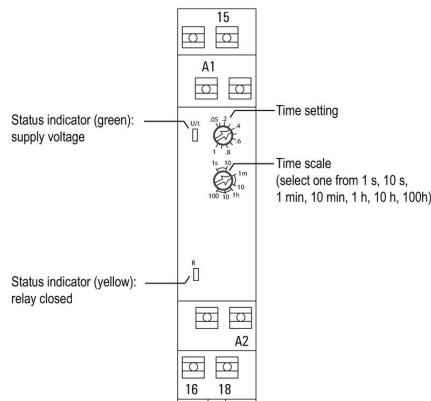 15
A1
Status indicator (green):
supply voltage
U/t
.05 .2 .4 .6 .8 1
Time setting
1s 10 1m 10 1h 10 100
Time scale
(select one from 1 s, 10 s,
1 min, 10 min, 1 h, 10 h, 100h)
Status indicator (yellow):
relay closed
R
A2
16 18